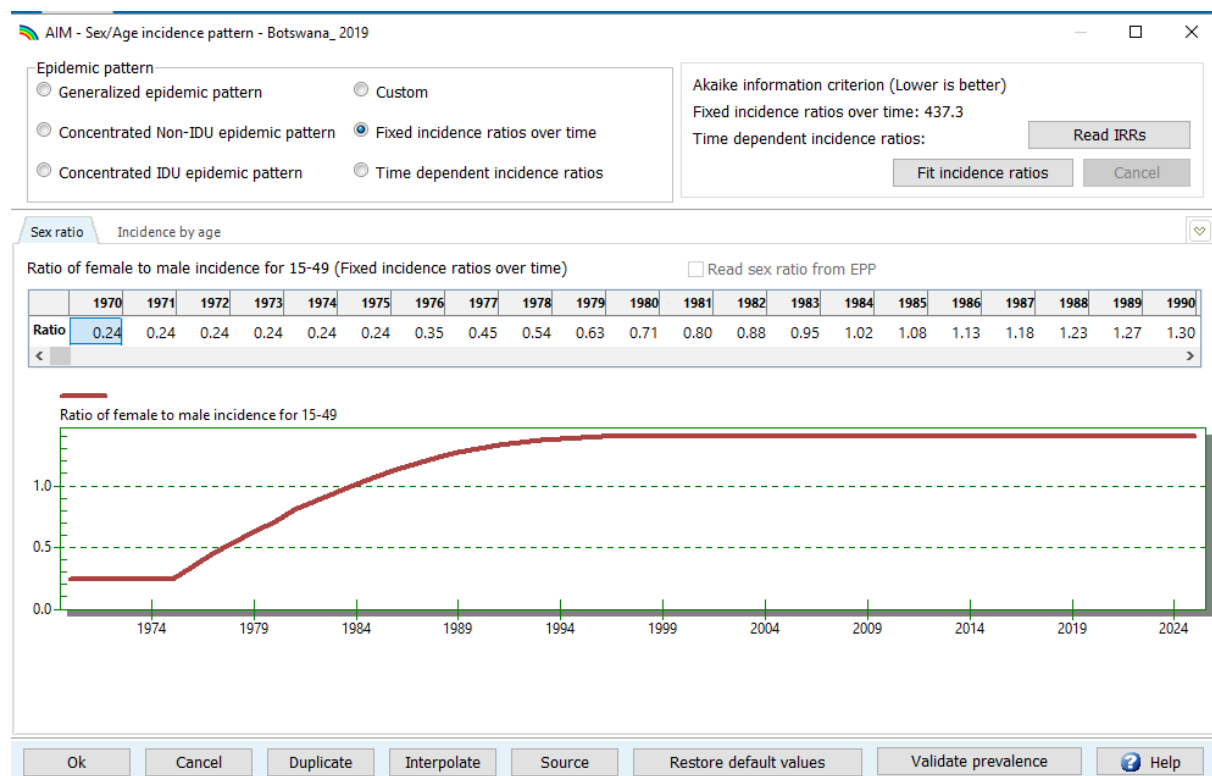 AIM - Sex/Age incidence pattern - Botswana_ 2019
Epidemic pattern
Generalized epidemic pattern
Custom
Concentrated Non-IDU epidemic pattern
Fixed incidence ratios over time
Concentrated IDU epidemic pattern
Time dependent incidence ratios
Akaike information criterion (Lower is better)
Fixed incidence ratios over time: 437.3
Time dependent incidence ratios:
Read IRRs
Fit incidence ratios
Cancel
Sex ratio
Incidence by age
Ratio of female to male incidence for 15-49 (Fixed incidence ratios over time)
Read sex ratio from EPP
1970 1971 1972 1973 1974 1975 1976 1977 1978 1979 1980 1981 1982 1983 1984 1985 1986 1987 1988 1989 1990
Ratio 0.24 0.24 0.24 0.24 0.24 0.24 0.35 0.45 0.54 0.63 0.71 0.80 0.88 0.95 1.02 1.08 1.13 1.18 1.23 1.27 1.30
Ratio of female to male incidence for 15-49
1.0
0.5
0.0
1974 1979 1984 1989 1994 1999 2004 2009 2014 2019 2024
Ok Cancel Duplicate Interpolate Source Restore default values Validate prevalence Help